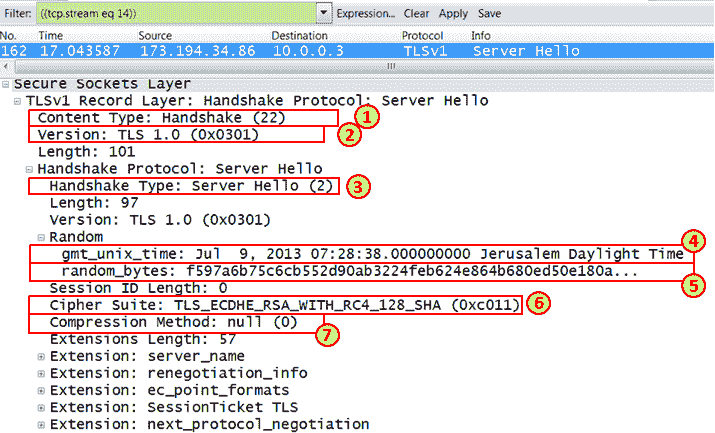 Filter: ((tcp.stream eq 14)) Expression... Clear Apply Save
No. Time Source Destination Protocol Info
162 17.043587 173.194.34.86 10.0.0.3 TLSv1 Server Hello
Secure Sockets Layer
TLSv1 Record Layer: Handshake Protocol: Server Hello
Content Type: Handshake (22) 1
Version: TLS 1.0 (0x0301) 2
Length: 101
Handshake Protocol: Server Hello
Handshake Type: Server Hello (2) 3
Length: 97
Version: TLS 1.0 (0x0301)
Random 4
gmt_unix_time: Jul 9, 2013 07:28:38.000000000 Jerusalem Daylight Time
random_bytes: f597a6b75c6cb552d90ab3224feb624e864b680ed50e180a...
Session ID Length: 0 5
Cipher Suite: TLS_ECDHE_RSA_WITH_RC4_128_SHA (0xc011) 6
Compression Method: null (0) 7
Extensions Length: 57
Extension: server_name
Extension: renegotiation_info
Extension: ec_point_formats
Extension: SessionTicket TLS
Extension: next_protocol_negotiation